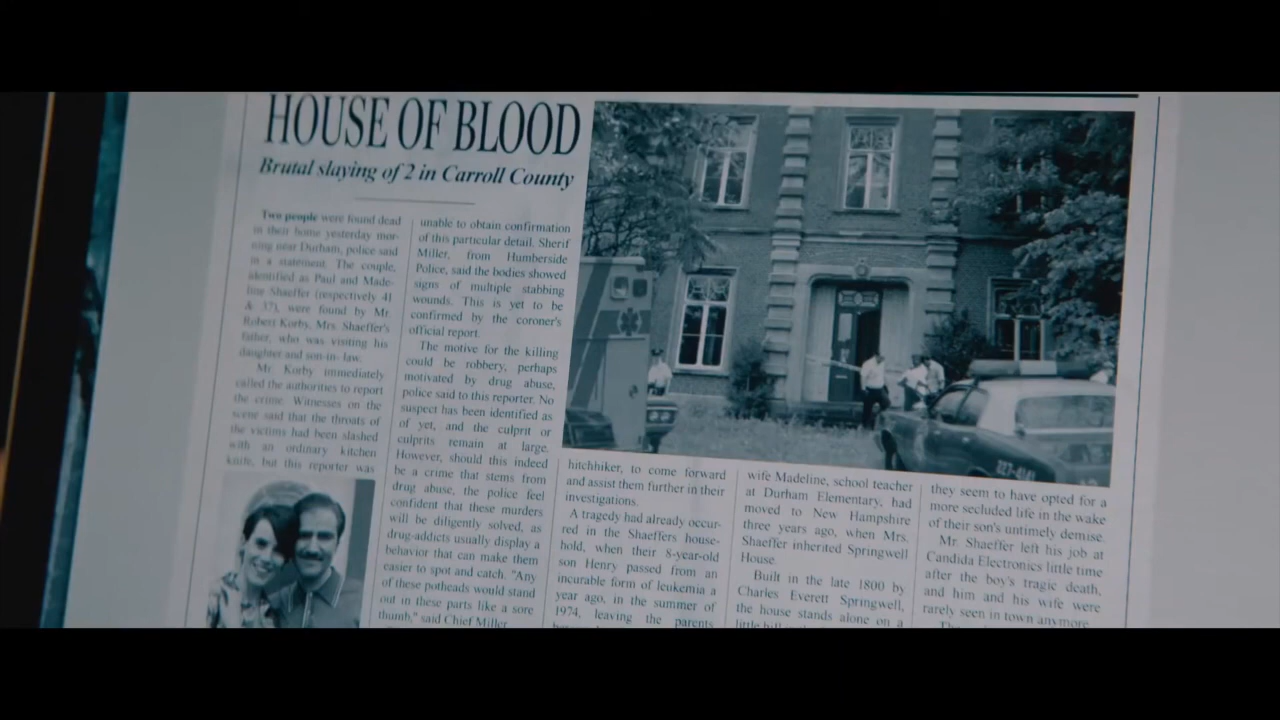 HOUSE OF BLOOD
Brutal slaying of 2 in Carroll County
Two people were found dead
in their home yesterday mor-
ning near Durham, police said
in a statement. The couple,
identified as Paul and Made-
line Shaeffer (respectively 41
& 37), were found by Mr.
Robert Korby, Mrs. Shaeffer's
father, who was visiting his
daughter and son-in- law.
Mr. Korby immediately
called the authorities to report
the crime. Witnesses on the
scene said that the throats of
the victims had been slashed
with an ordinary kitchen
knife, but this reporter was
unable to obtain confirmation
of this particular detail. Sherif
Miller, from Humberside
Police, said the bodies showed
signs of multiple stabbing
wounds. This is yet to be
confirmed by the coroner's
official report.
The motive for the killing
could be robbery, perhaps
motivated by drug abuse,
police said to this reporter. No
suspect has been identified as
of yet, and the culprit or
culprits remain at large.
However, should this indeed
be a crime that stems from
drug abuse, the police feel
confident that these murders
will be diligently solved, as
drug-addicts usually display a
behavior that can make them
easier to spot and catch. "Any
of these potheads would stand
out in these parts like a sore
thumb," said Chief Miller.
hitchhiker, to come forward
and assist them further in their
investigations.
A tragedy had already occur-
red in the Shaeffers house-
hold, when their 8-year-old
son Henry passed from an
incurable form of leukemia a
year ago, in the summer of
1974, leaving the parents
wife Madeline, school teacher
at Durham Elementary, had
moved to New Hampshire
three years ago, when Mrs.
Shaeffer inherited Springwell
House.
Built in the late 1800 by
Charles Everett Springwell,
the house stands alone on a
they seem to have opted for a
more secluded life in the wake
of their son's untimely demise.
Mr. Shaeffer left his job at
Candida Electronics little time
after the boy's tragic death,
and him and his wife were
rarely seen in town anymore